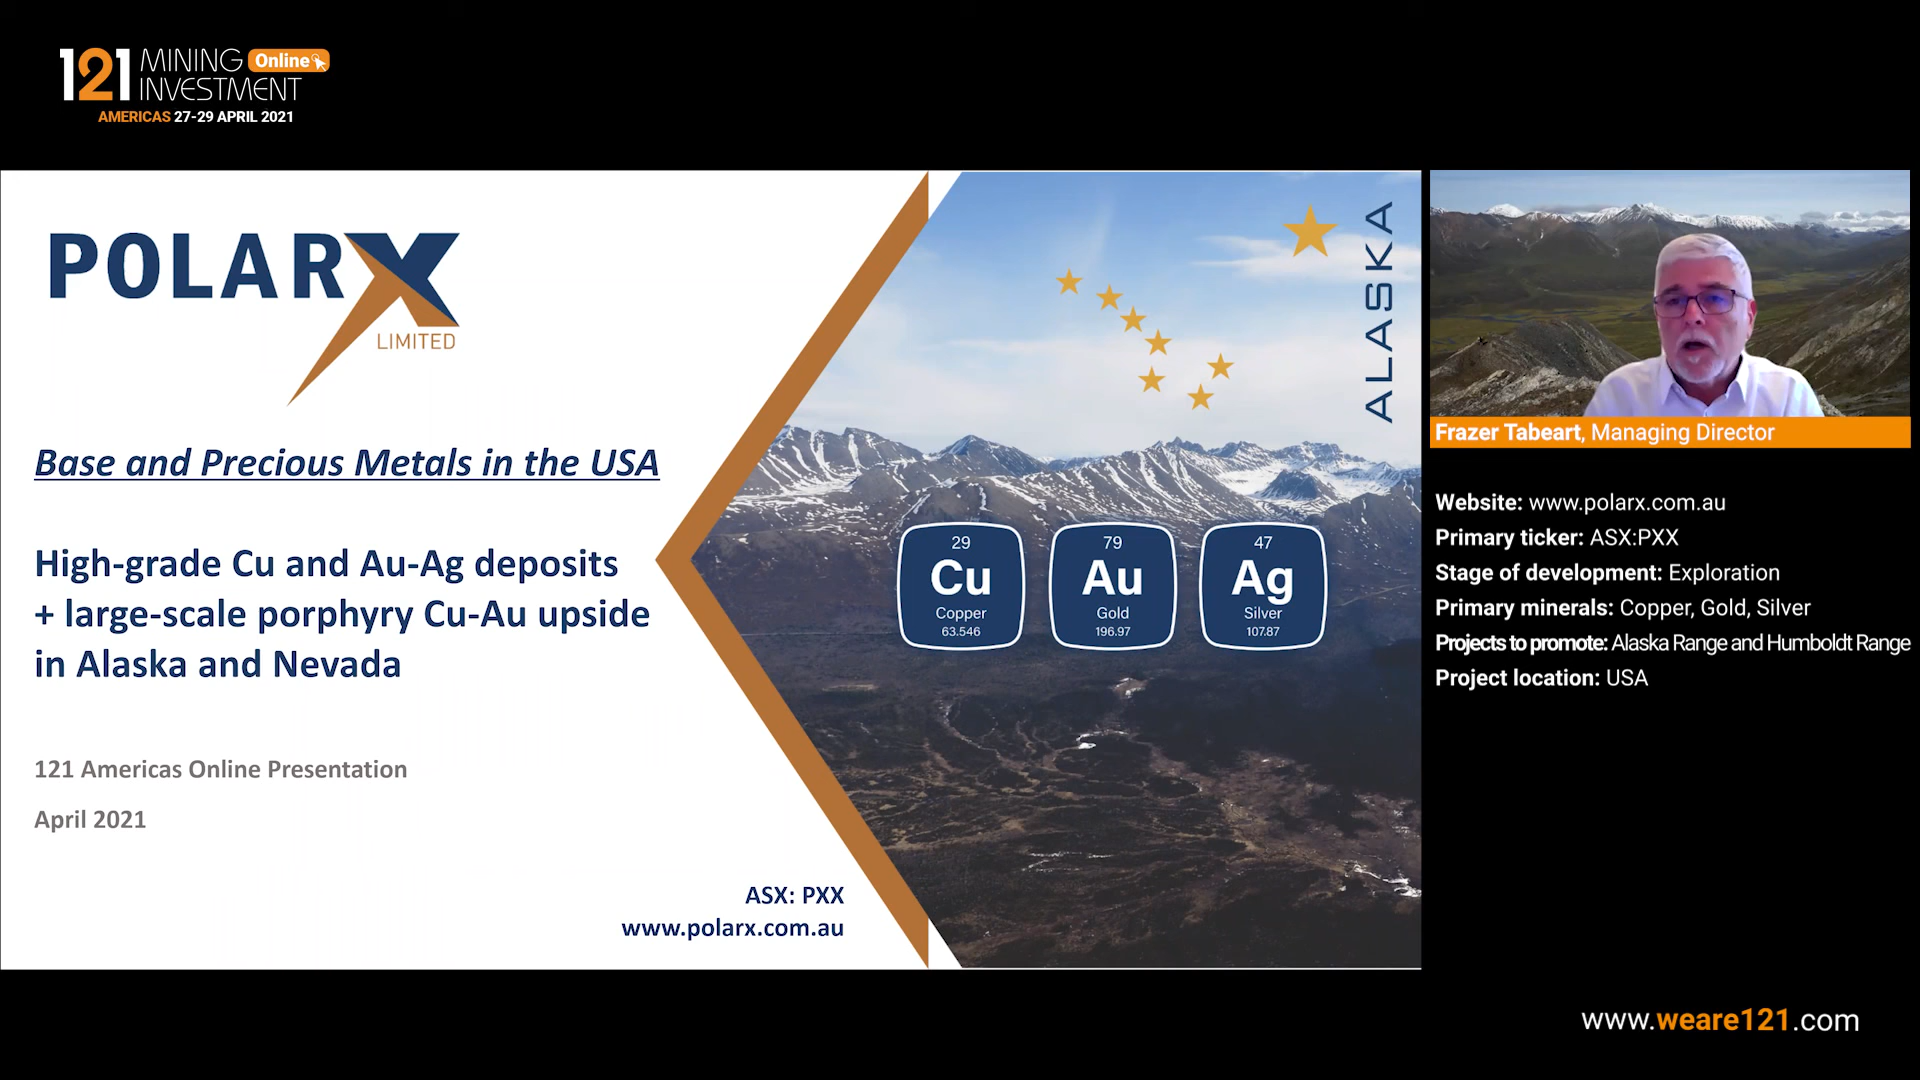 121 MINING Online
INVESTMENT
AMERICAS 27-29 APRIL 2021
POLARX
LIMITED
Base and Precious Metals in the USA
High-grade Cu and Au-Ag deposits
+ large-scale porphyry Cu-Au upside
in Alaska and Nevada
121 Americas Online Presentation
April 2021
ASX: PXX
www.polarx.com.au
ALASKA
29
Cu
Copper
63.546
79
Au
Gold
196.97
47
Ag
Silver
107.87
Frazer Tabeart, Managing Director
Website: www.polarx.com.au
Primary ticker: ASX:PXX
Stage of development: Exploration
Primary minerals: Copper, Gold, Silver
Projects to promote: Alaska Range and Humboldt Range
Project location: USA
www.weare121.com